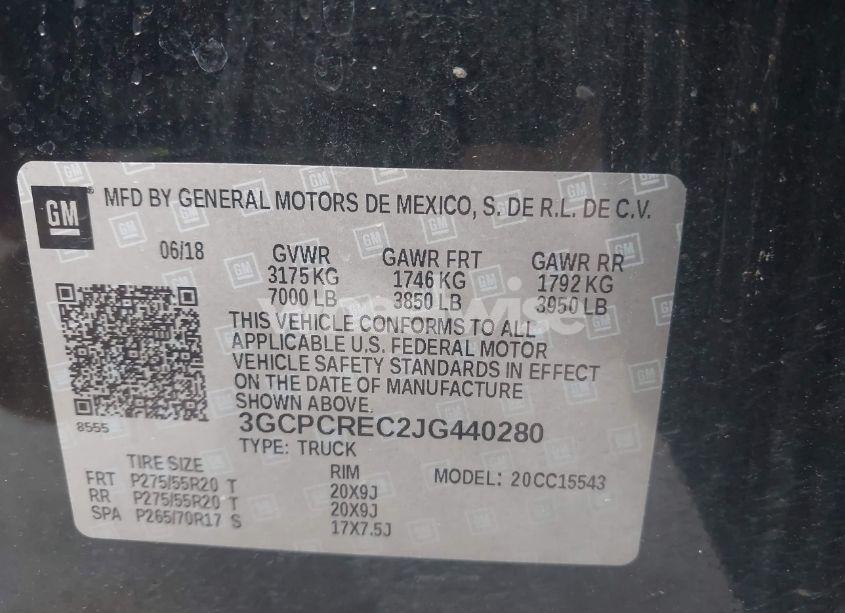 GM
MFD BY GENERAL MOTORS DE MEXICO, S. DE R.L. DE C.V.
06/18 GVWR GAWR FRT GAWR RR
3175 KG 1746 KG 1792 KG
7000 LB 3850 LB 3950 LB
THIS VEHICLE CONFORMS TO ALL
APPLICABLE U.S. FEDERAL MOTOR
VEHICLE SAFETY STANDARDS IN EFFECT
ON THE DATE OF MANUFACTURE
SHOWN ABOVE.
8555
3GCPCREC2JG440280
TYPE: TRUCK
TIRE SIZE RIM MODEL: 20CC15543
FRT P275/55R20 T 20X9J
RR P275/55R20 T 20X9J
SPA P265/70R17 S 17X7.5J